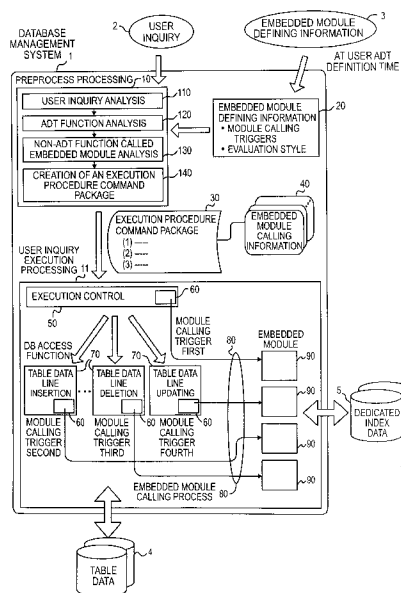 DATABASE
MANAGEMENT
SYSTEM 1
2
USER
INQUIRY
3
EMBEDDED MODULE
DEFINING INFORMATION
AT USER ADT
DEFINITION TIME
PREPROCESS PROCESSING 10
110
USER INQUIRY ANALYSIS
120
ADT FUNCTION ANALYSIS
130
NON-ADT FUNCTION CALLED
EMBEDDED MODULE ANALYSIS
140
CREATION OF AN EXECUTION
PROCEDURE COMMAND
PACKAGE
20
EMBEDDED MODULE
DEFINING INFORMATION
• MODULE CALLING
TRIGGERS
• EVALUATION STYLE
30
EXECUTION PROCEDURE
COMMAND PACKAGE
(1) ----
(2) ----
(3) ----
40
EMBEDDED
MODULE
CALLING
INFORMATION
USER INQUIRY
EXECUTION
PROCESSING 11
EXECUTION CONTROL
60
50
MODULE
CALLING
TRIGGER
FIRST
80
EMBEDDED
MODULE
90
DB ACCESS
FUNCTION
70
70
TABLE DATA
LINE
INSERTION
60
TABLE DATA
LINE
DELETION
60
TABLE DATA
LINE
UPDATING
60
MODULE
CALLING
TRIGGER
SECOND
MODULE
CALLING
TRIGGER
THIRD
MODULE
CALLING
TRIGGER
FOURTH
90
90
90
5
DEDICATED
INDEX
DATA
EMBEDDED MODULE
CALLING PROCESS
80
4
TABLE
DATA